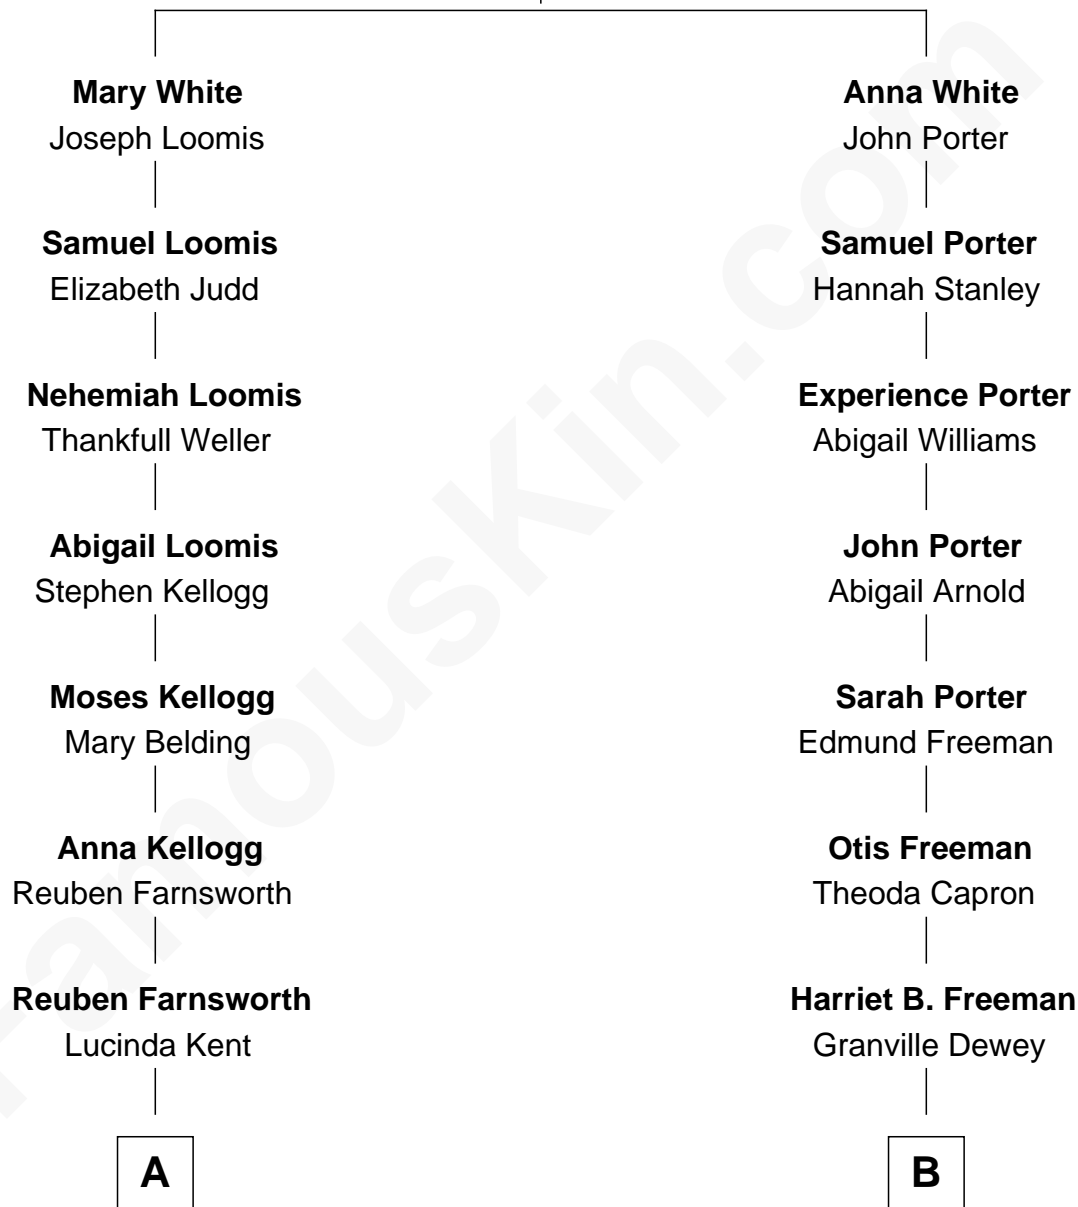 Mary White
Joseph Loomis
Samuel Loomis
Elizabeth Judd
Nehemiah Loomis
Thankfull Weller
Abigail Loomis
Stephen Kellogg
Moses Kellogg
Mary Belding
Anna Kellogg
Reuben Farnsworth
Reuben Farnsworth
Lucinda Kent
A
Anna White
John Porter
Samuel Porter
Hannah Stanley
Experience Porter
Abigail Williams
John Porter
Abigail Arnold
Sarah Porter
Edmund Freeman
Otis Freeman
Theoda Capron
Harriet B. Freeman
Granville Dewey
B
FamousKin.com